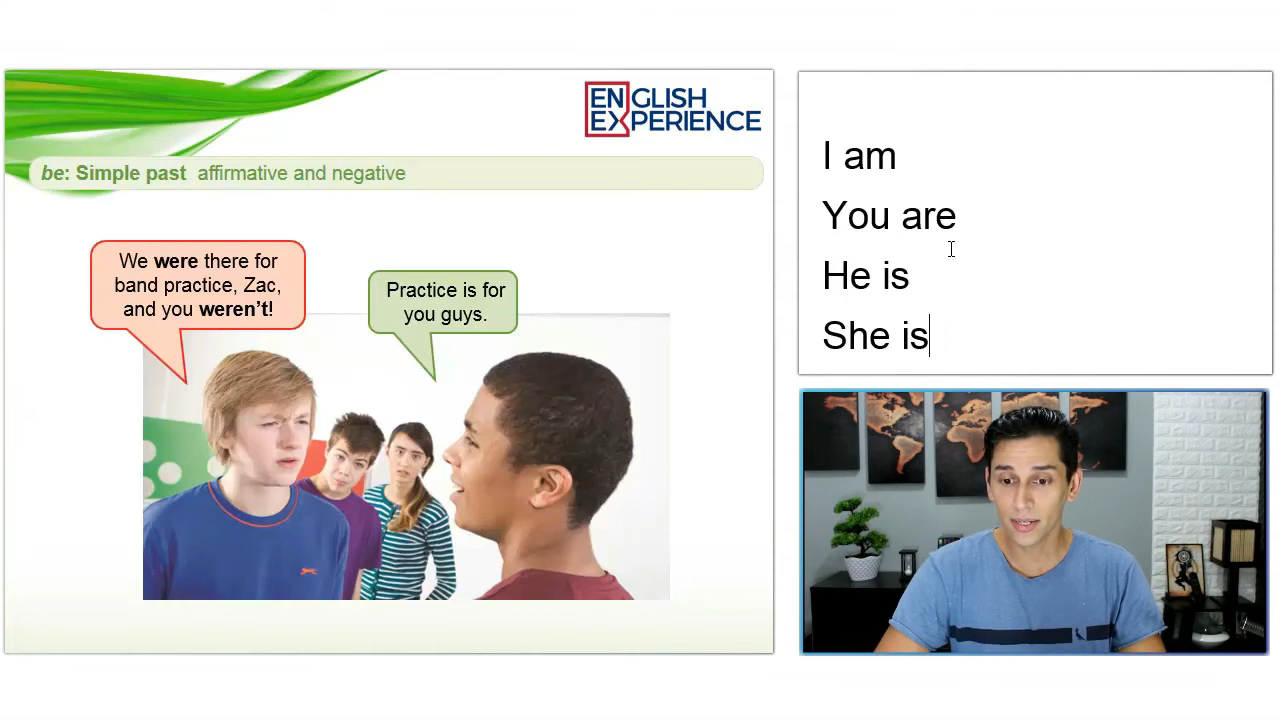 ENGLISH
EXPERIENCE
be: Simple past affirmative and negative
We were there for
band practice, Zac,
and you weren't!
Practice is for
you guys.
I am
You are
He is
She is